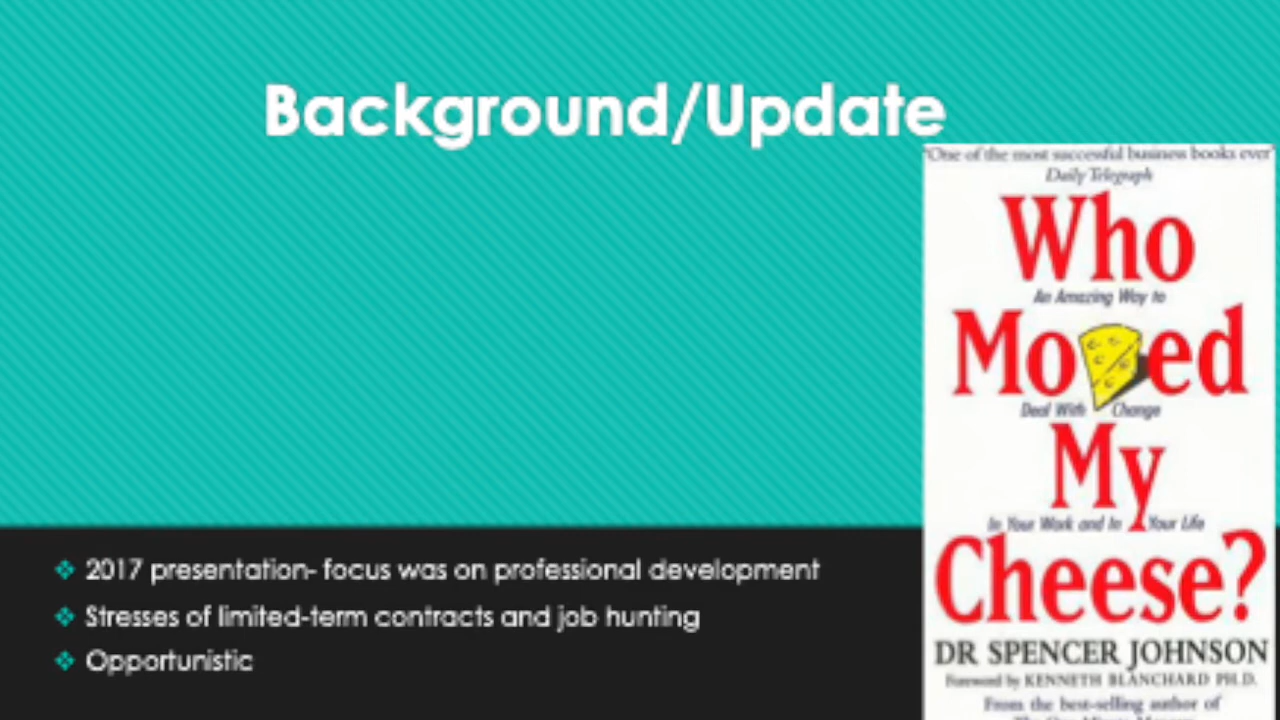 Background/Update
"One of the most successful business books ever"
Daily Telegraph
Who
An Amazing Way to
Mo ed
Deal With Change
My
In Your Work and In Your Life
Cheese?
DR SPENCER JOHNSON
Foreword by KENNETH BLANCHARD PH.D.
From the best-selling author of
❖ 2017 presentation- focus was on professional development
❖ Stresses of limited-term contracts and job hunting
❖ Opportunistic